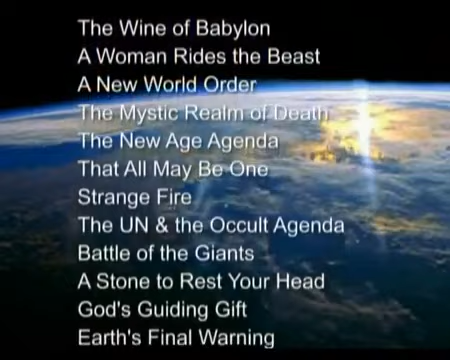 The Wine of Babylon
A Woman Rides the Beast
A New World Order
The Mystic Realm of Death
The New Age Agenda
That All May Be One
Strange Fire
The UN & the Occult Agenda
Battle of the Giants
A Stone to Rest Your Head
God's Guiding Gift
Earth's Final Warning